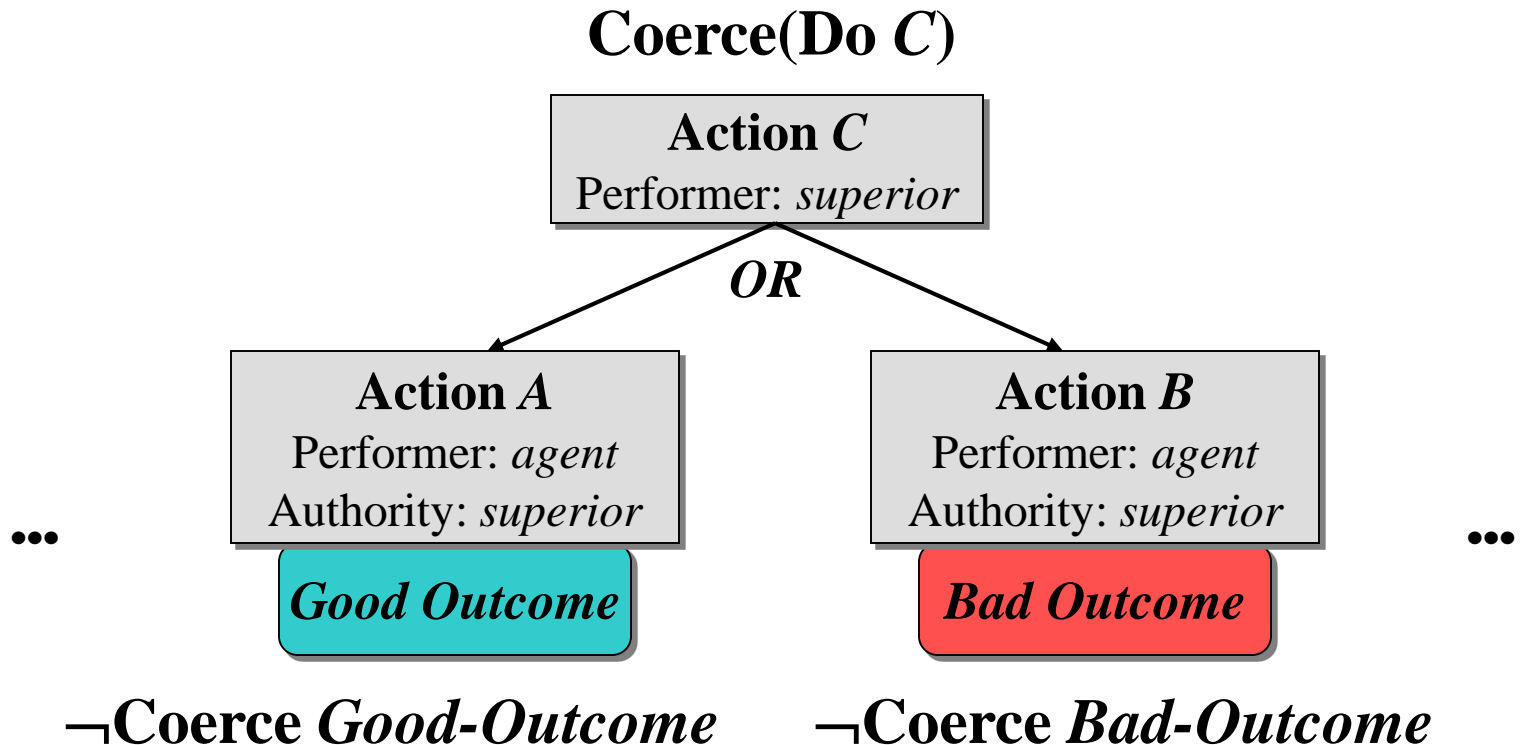 Coerce(Do C)
Action C
Performer: superior
OR
Action A
Performer: agent
Authority: superior
Action B
Performer: agent
Authority: superior
...
...
Good Outcome
Bad Outcome
¬Coerce Good-Outcome
¬Coerce Bad-Outcome